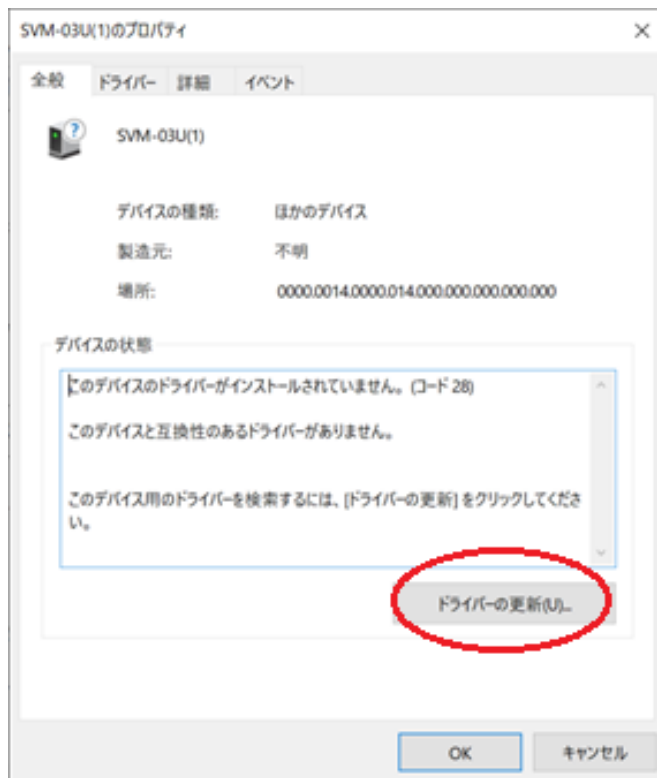 SVM-03U(1)のプロパティ
全般 ドライバー 詳細 イベント
SVM-03U(1)
デバイスの種類: ほかのデバイス
製造元: 不明
場所: 0000.0014.0000.014.000.000.000.000.000
デバイスの状態
このデバイスのドライバーがインストールされていません。(コード 28)
このデバイスと互換性のあるドライバーがありません。
このデバイス用のドライバーを検索するには、[ドライバーの更新] をクリックしてくださ
い。
ドライバーの更新(U)...
OK キャンセル